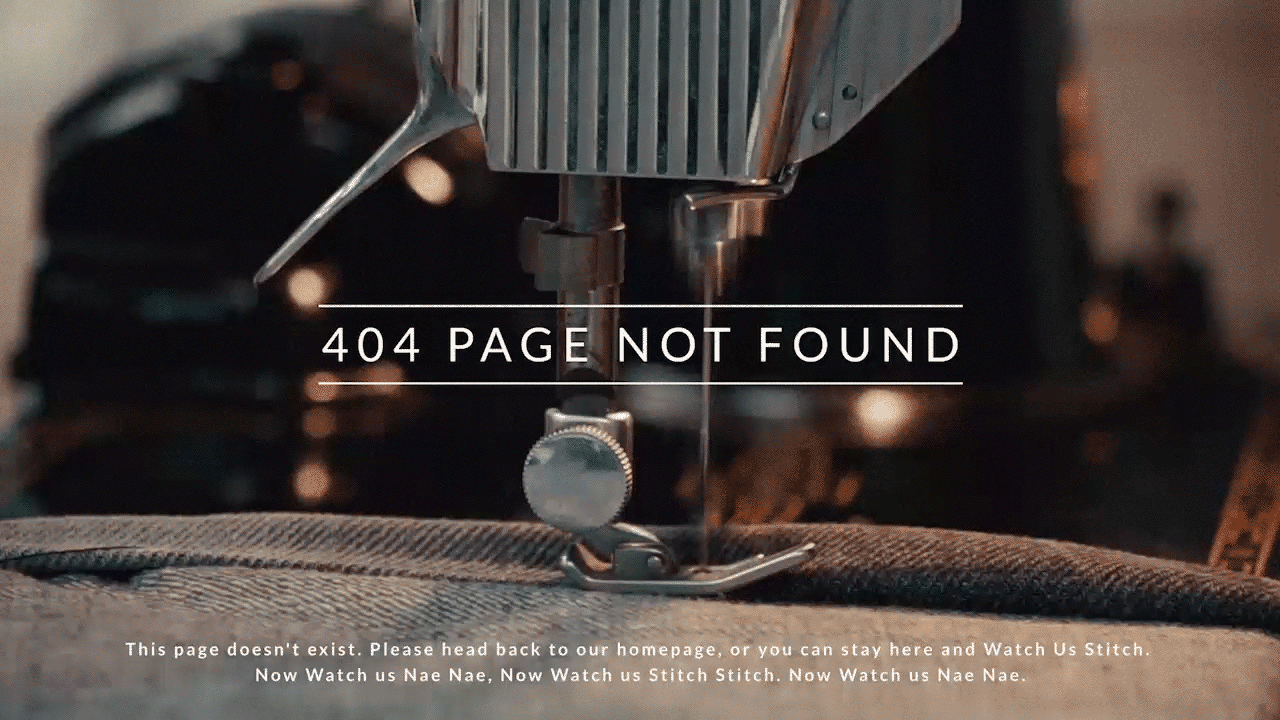 404 PAGE NOT FOUND
This page doesn't exist. Please head back to our homepage, or you can stay here and Watch Us Stitch.
Now Watch us Nae Nae, Now Watch us Stitch Stitch. Now Watch us Nae Nae.